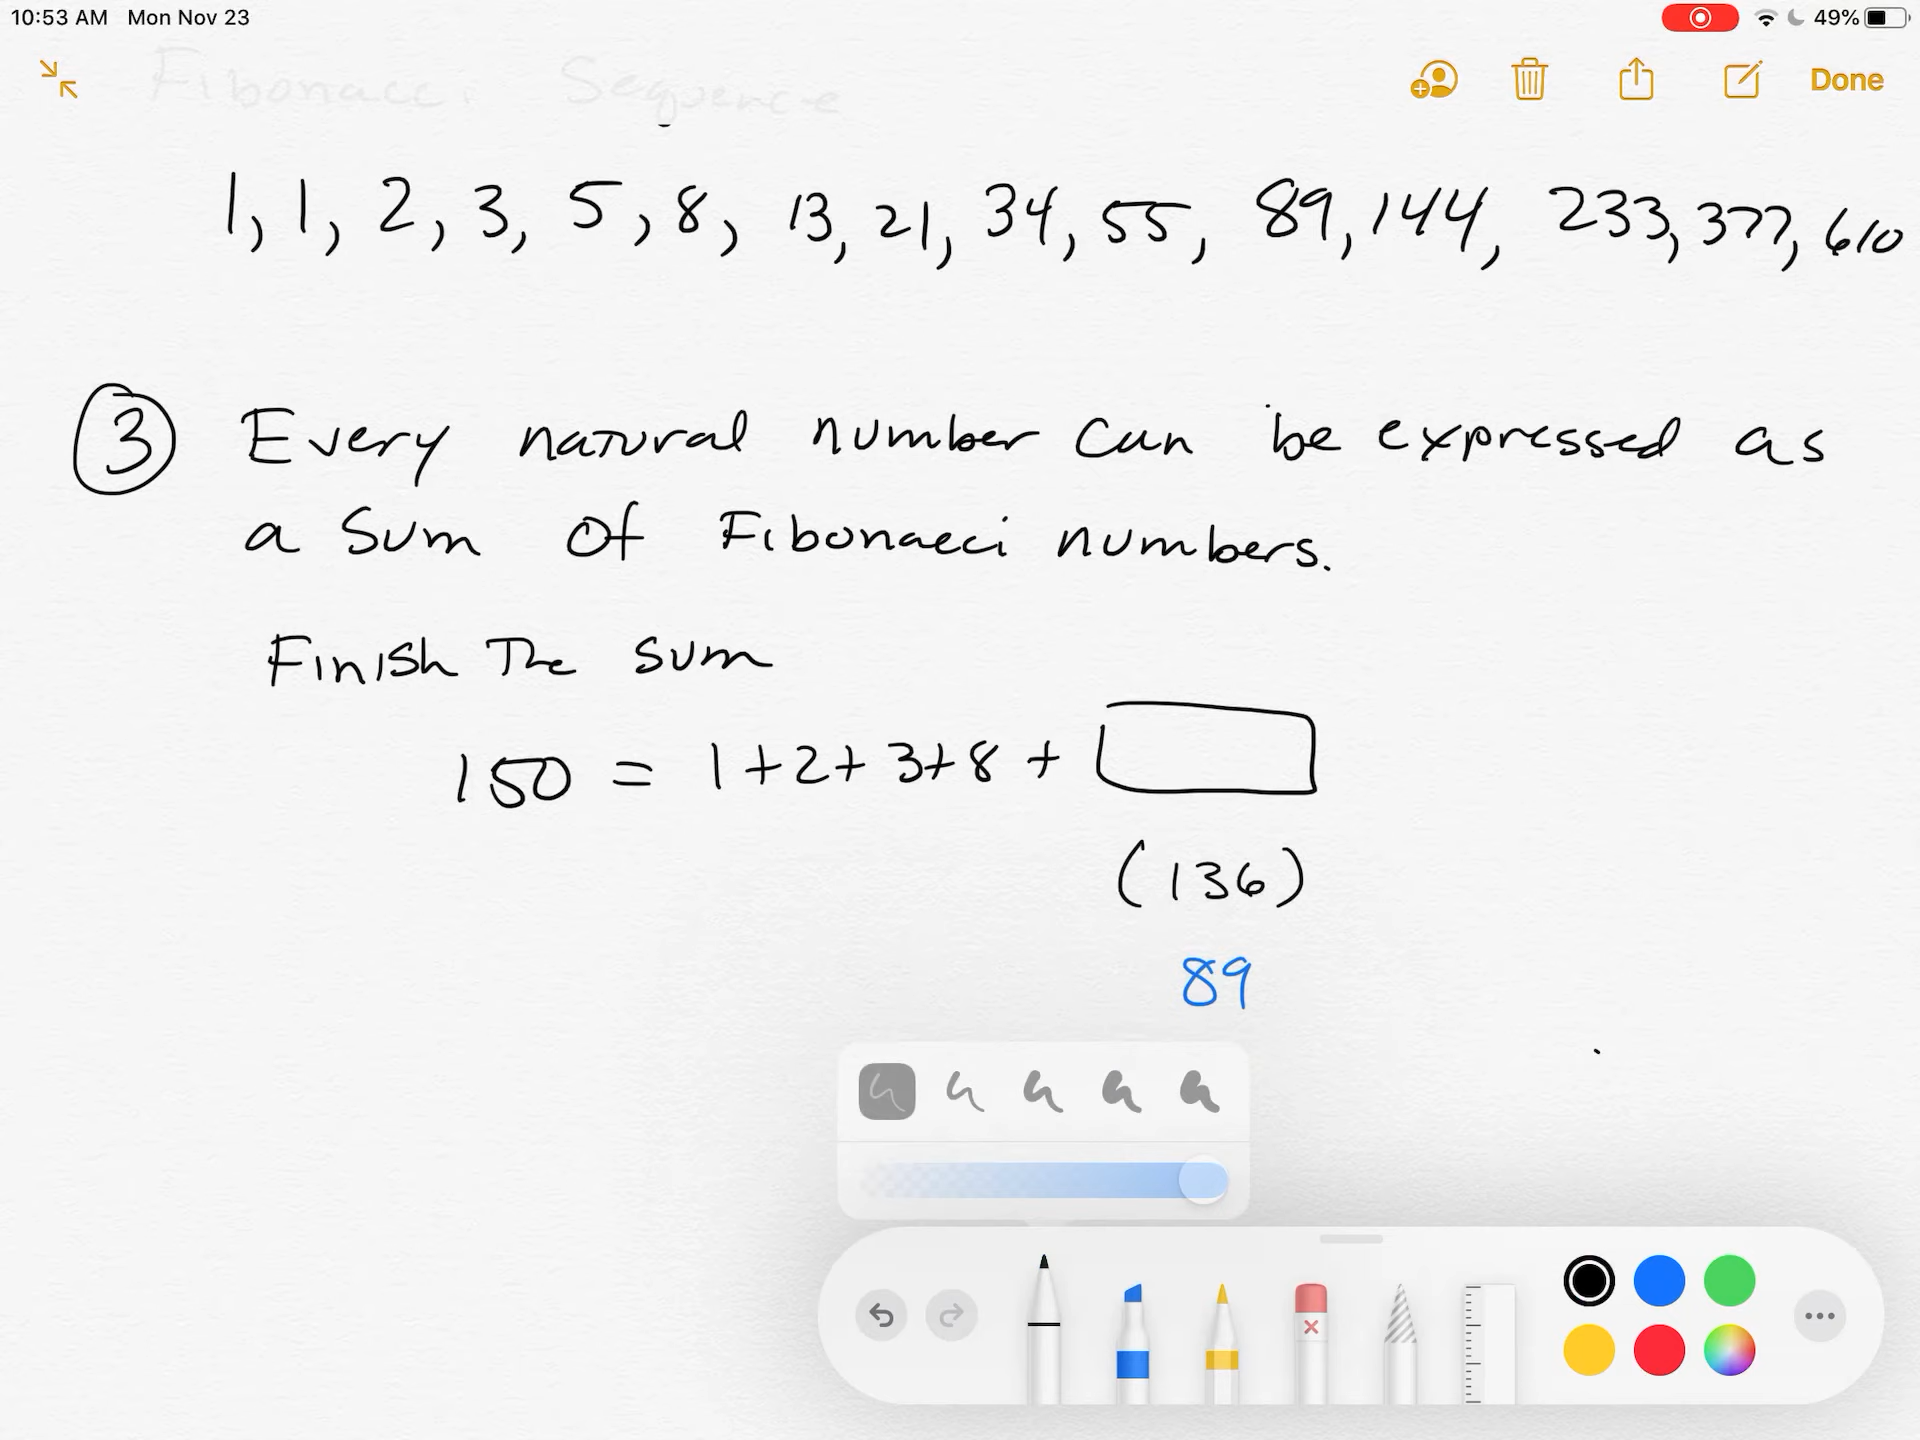 10:53 AM Mon Nov 23
49%
Fibonacci Sequence
Done
1, 1, 2, 3, 5, 8, 13, 21, 34, 55, 89, 144, 233, 377, 610
3 Every natural number can be expressed as
a sum of Fibonacci numbers.
Finish The sum
150 = 1+2+3+8+
(136)
89